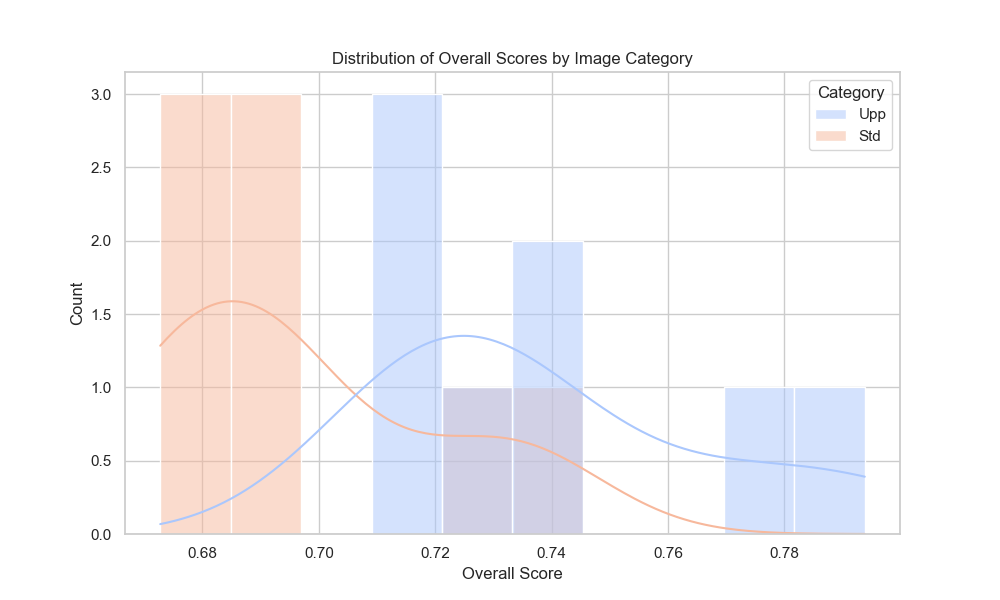 Distribution of Overall Scores by Image Category
Category
Upp
Std
3.0
2.5
2.0
1.5
1.0
0.5
0.0
Count
0.68 0.70 0.72 0.74 0.76 0.78
Overall Score